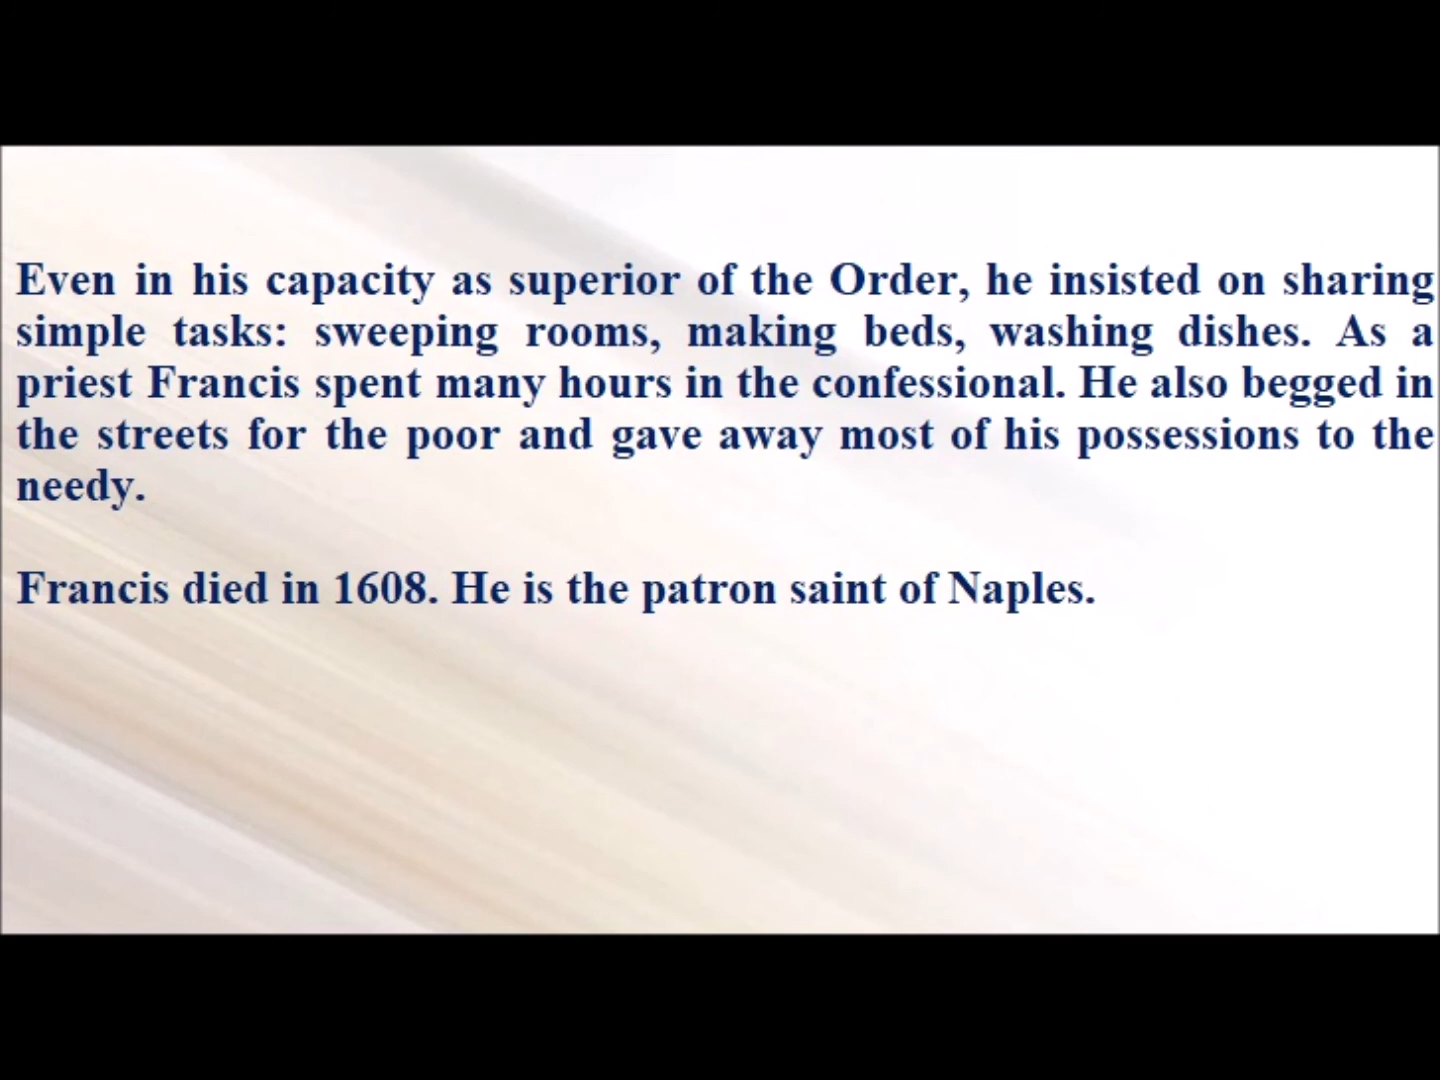 Even in his capacity as superior of the Order, he insisted on sharing
simple tasks: sweeping rooms, making beds, washing dishes. As a
priest Francis spent many hours in the confessional. He also begged in
the streets for the poor and gave away most of his possessions to the
needy.
Francis died in 1608. He is the patron saint of Naples.